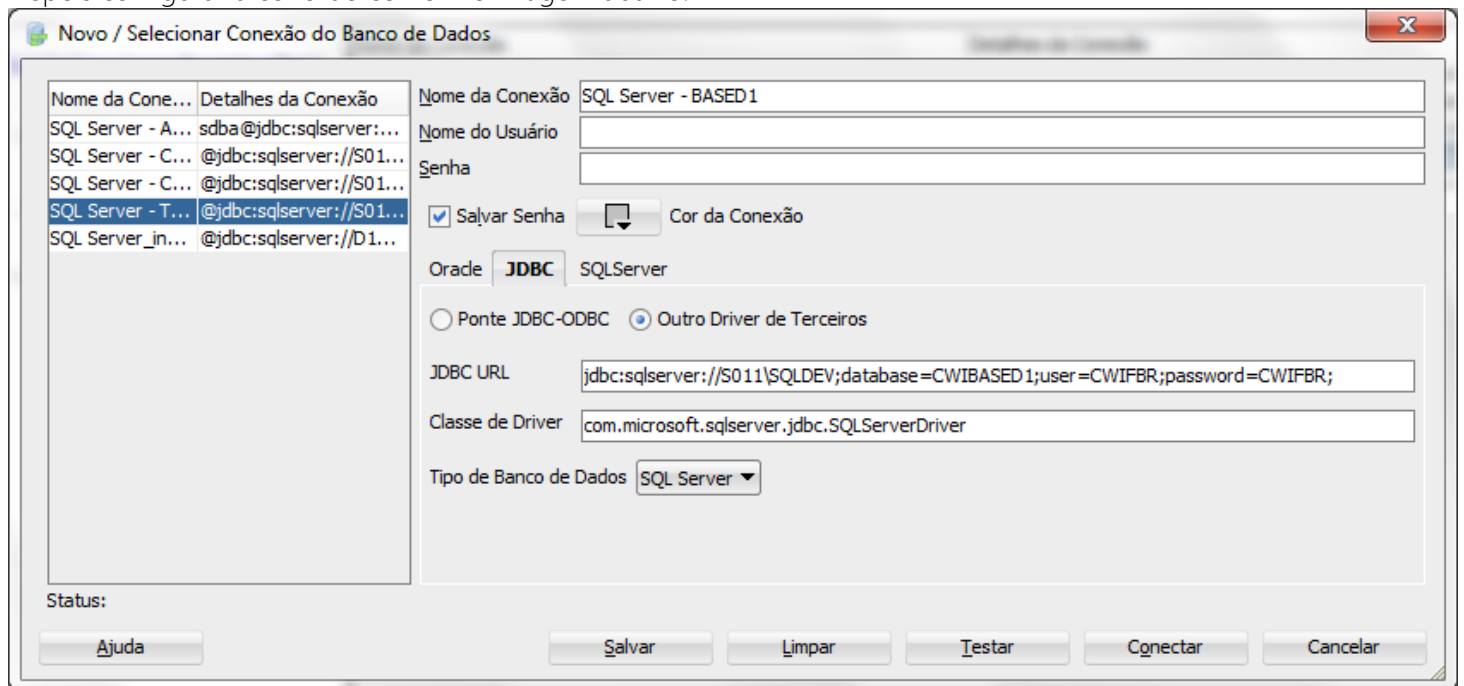 Novo / Selecionar Conexão do Banco de Dados
Nome da Cone... Detalhes da Conexão
SQL Server - A... sdba@jdbc:sqlserver:...
SQL Server - C... @jdbc:sqlserver://S01...
SQL Server - C... @jdbc:sqlserver://S01...
SQL Server - T... @jdbc:sqlserver://S01...
SQL Server_in... @jdbc:sqlserver://D1...
Nome da Conexão SQL Server - BASED1
Nome do Usuário
Senha
Salvar Senha Cor da Conexão
Oracle JDBC SQLServer
Ponte JDBC-ODBC Outro Driver de Terceiros
JDBC URL jdbc:sqlserver://S011\SQLDEV;database=CWIBASED1;user=CWIFBR;password=CWIFBR;
Classe de Driver com.microsoft.sqlserver.jdbc.SQLServerDriver
Tipo de Banco de Dados SQL Server
Status:
Ajuda Salvar Limpar Testar Conectar Cancelar